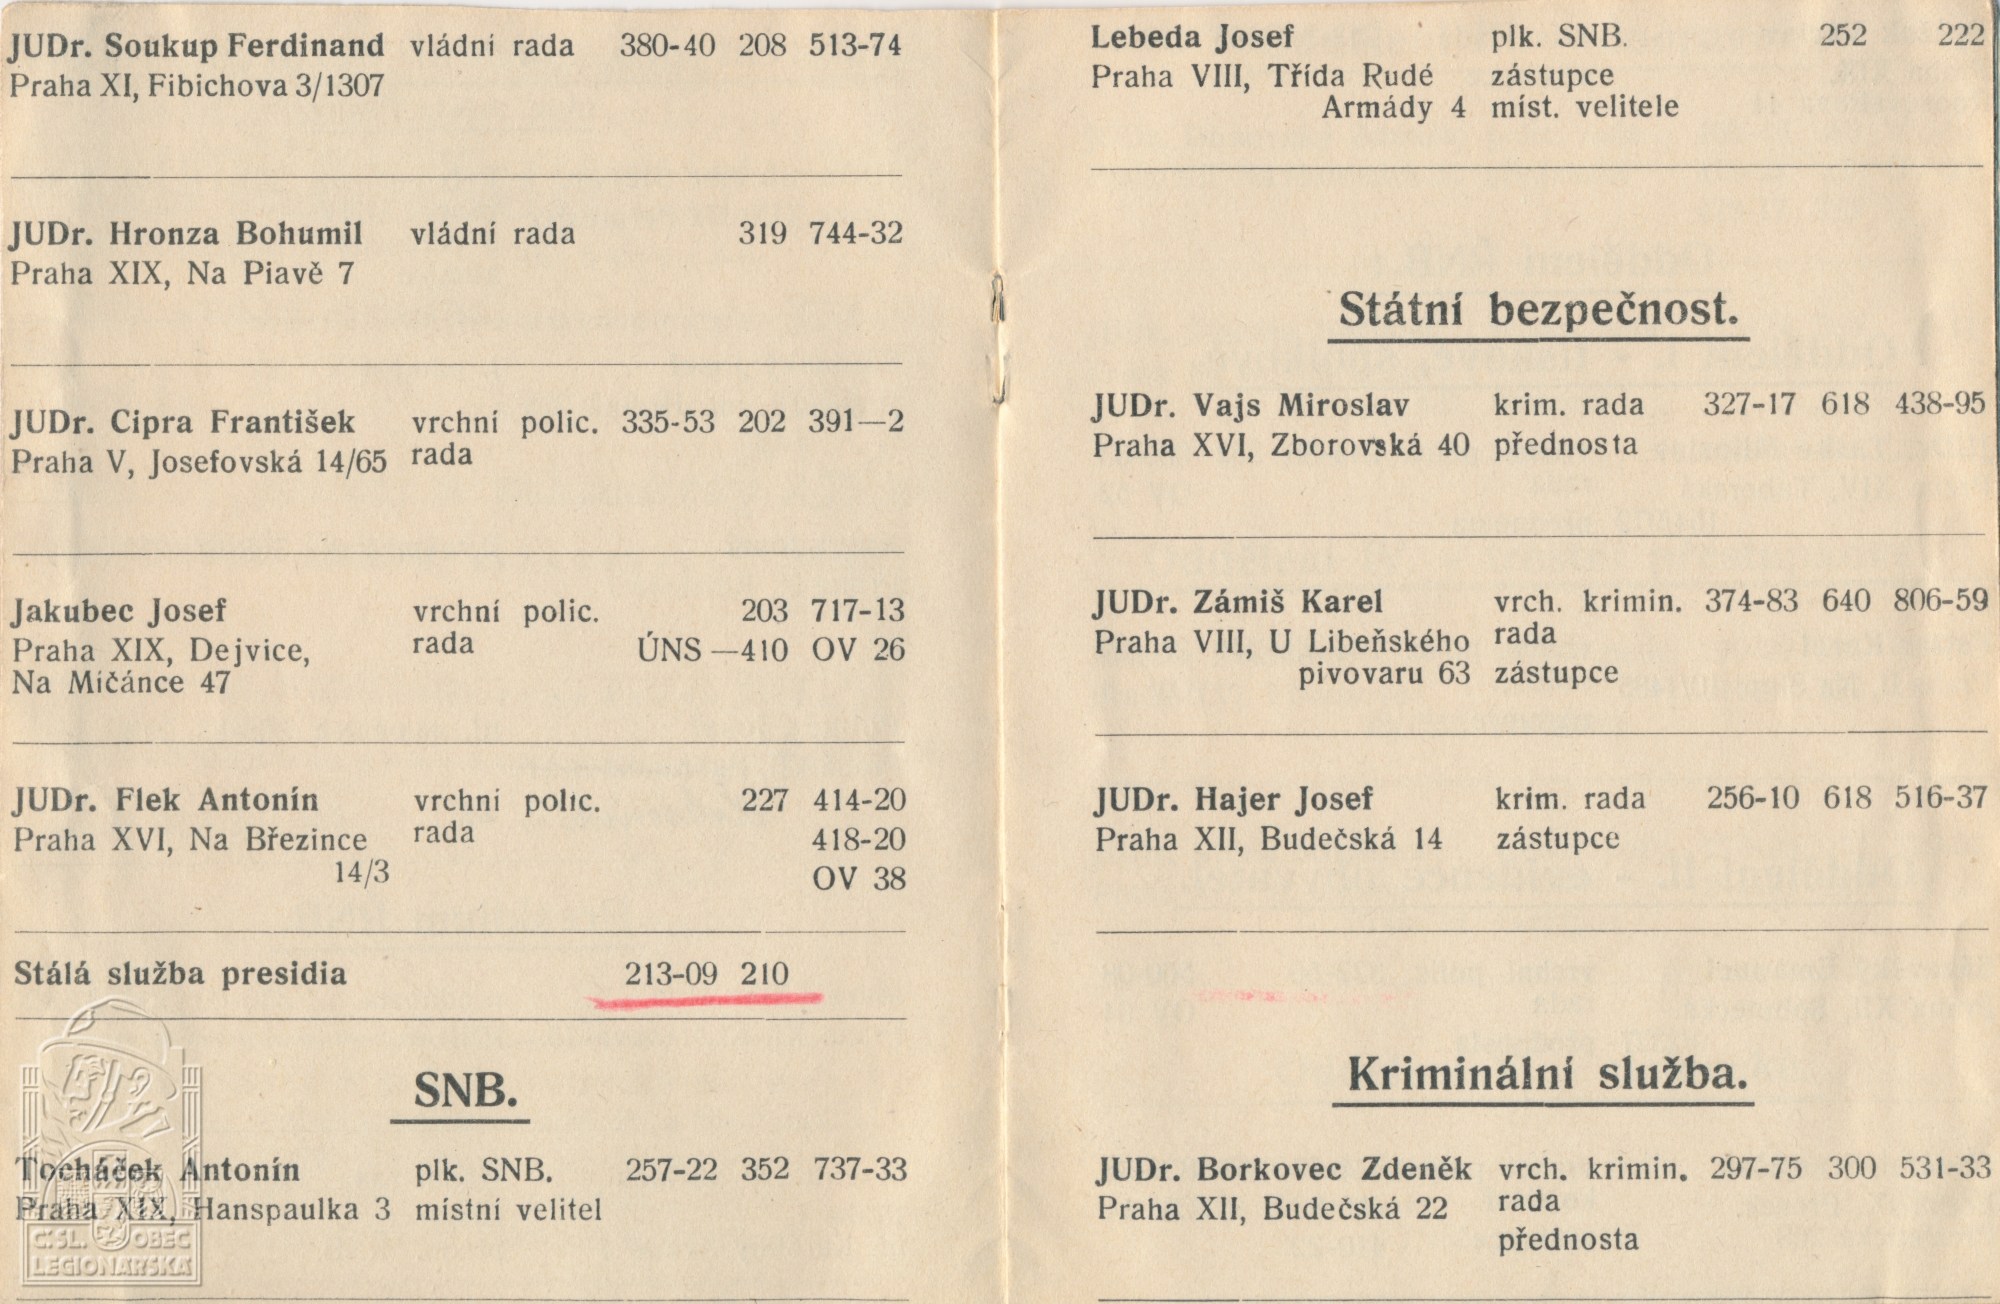 JUDr. Soukup Ferdinand vládní rada 380-40 208 513-74
Praha XI, Fibichova 3/1307
JUDr. Hronza Bohumil vládní rada 319 744-32
Praha XIX, Na Piavě 7
JUDr. Cipra František vrchní polic. 335-53 202 391—2
Praha V, Josefovská 14/65 rada
Jakubec Josef vrchní polic. 203 717-13
Praha XIX, Dejvice, rada ÚNS —410 OV 26
Na Míčánce 47
JUDr. Flek Antonín vrchní polic. 227 414-20
Praha XVI, Na Březince rada 418-20
14/3 OV 38
Stálá služba presidia 213-09 210
SNB.
Tocháček Antonín plk. SNB. 257-22 352 737-33
Praha XIX, Hanspaulka 3 místní velitel
Č.SL. OBEC
LEGIONÁŘSKÁ
Lebeda Josef plk. SNB. 252 222
Praha VIII, Třída Rudé zástupce
Armády 4 míst. velitele
Státní bezpečnost.
JUDr. Vajs Miroslav krim. rada 327-17 618 438-95
Praha XVI, Zborovská 40 přednosta
JUDr. Zámiš Karel vrch. krimin. 374-83 640 806-59
Praha VIII, U Libeňského rada
pivovaru 63 zástupce
JUDr. Hajer Josef krim. rada 256-10 618 516-37
Praha XII, Budečská 14 zástupce
Kriminální služba.
JUDr. Borkovec Zdeněk vrch. krimin. 297-75 300 531-33
Praha XII, Budečská 22 rada
přednosta